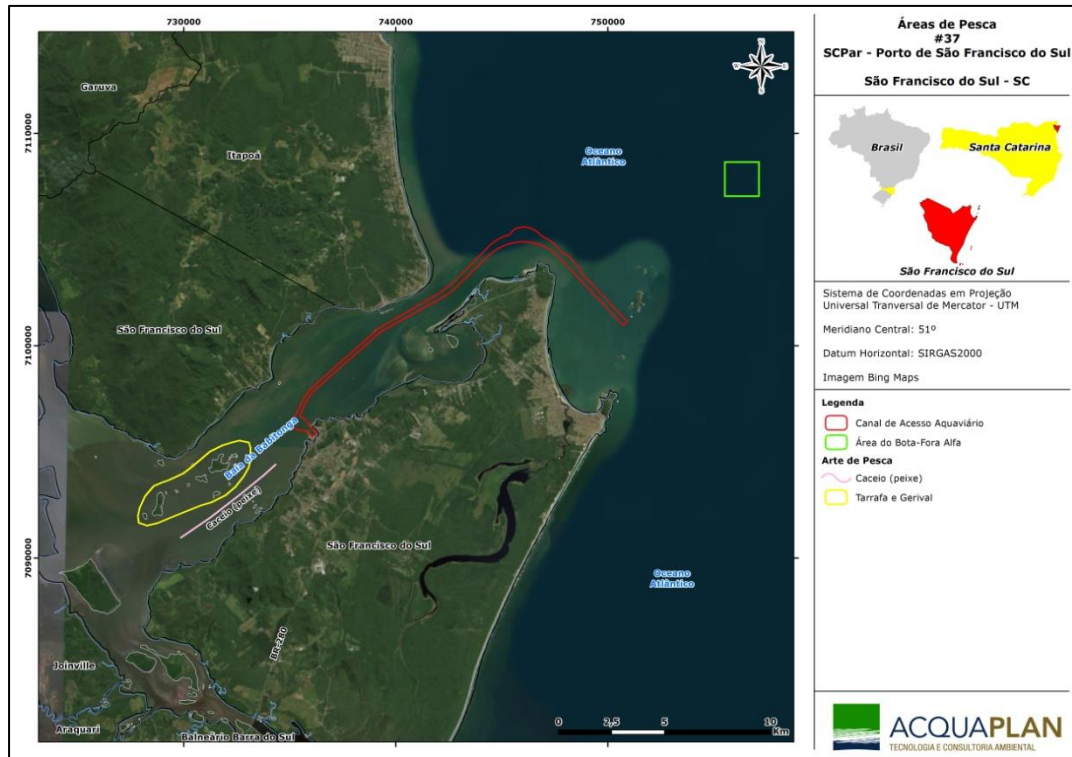 730000
740000
750000
7110000
7100000
7090000
Garuva
Itapoá
Oceano
Atlântico
São Francisco do Sul
Baia da Babitonga
Caceio (peixe)
São Francisco do Sul
Oceano
Atlântico
BR-280
Joinville
Araquari
Balneário Barra do Sul
N
W
E
S
0
2,5
5
10
Km
Áreas de Pesca
#37
SCPar - Porto de São Francisco do Sul
São Francisco do Sul - SC
Brasil
Santa Catarina
São Francisco do Sul
Sistema de Coordenadas em Projeção
Universal Tranversal de Mercator - UTM
Meridiano Central: 51º
Datum Horizontal: SIRGAS2000
Imagem Bing Maps
Legenda
Canal de Acesso Aquaviário
Área do Bota-Fora Alfa
Arte de Pesca
Caceio (peixe)
Tarrafa e Gerival
ACQUAPLAN
TECNOLOGIA E CONSULTORIA AMBIENTAL